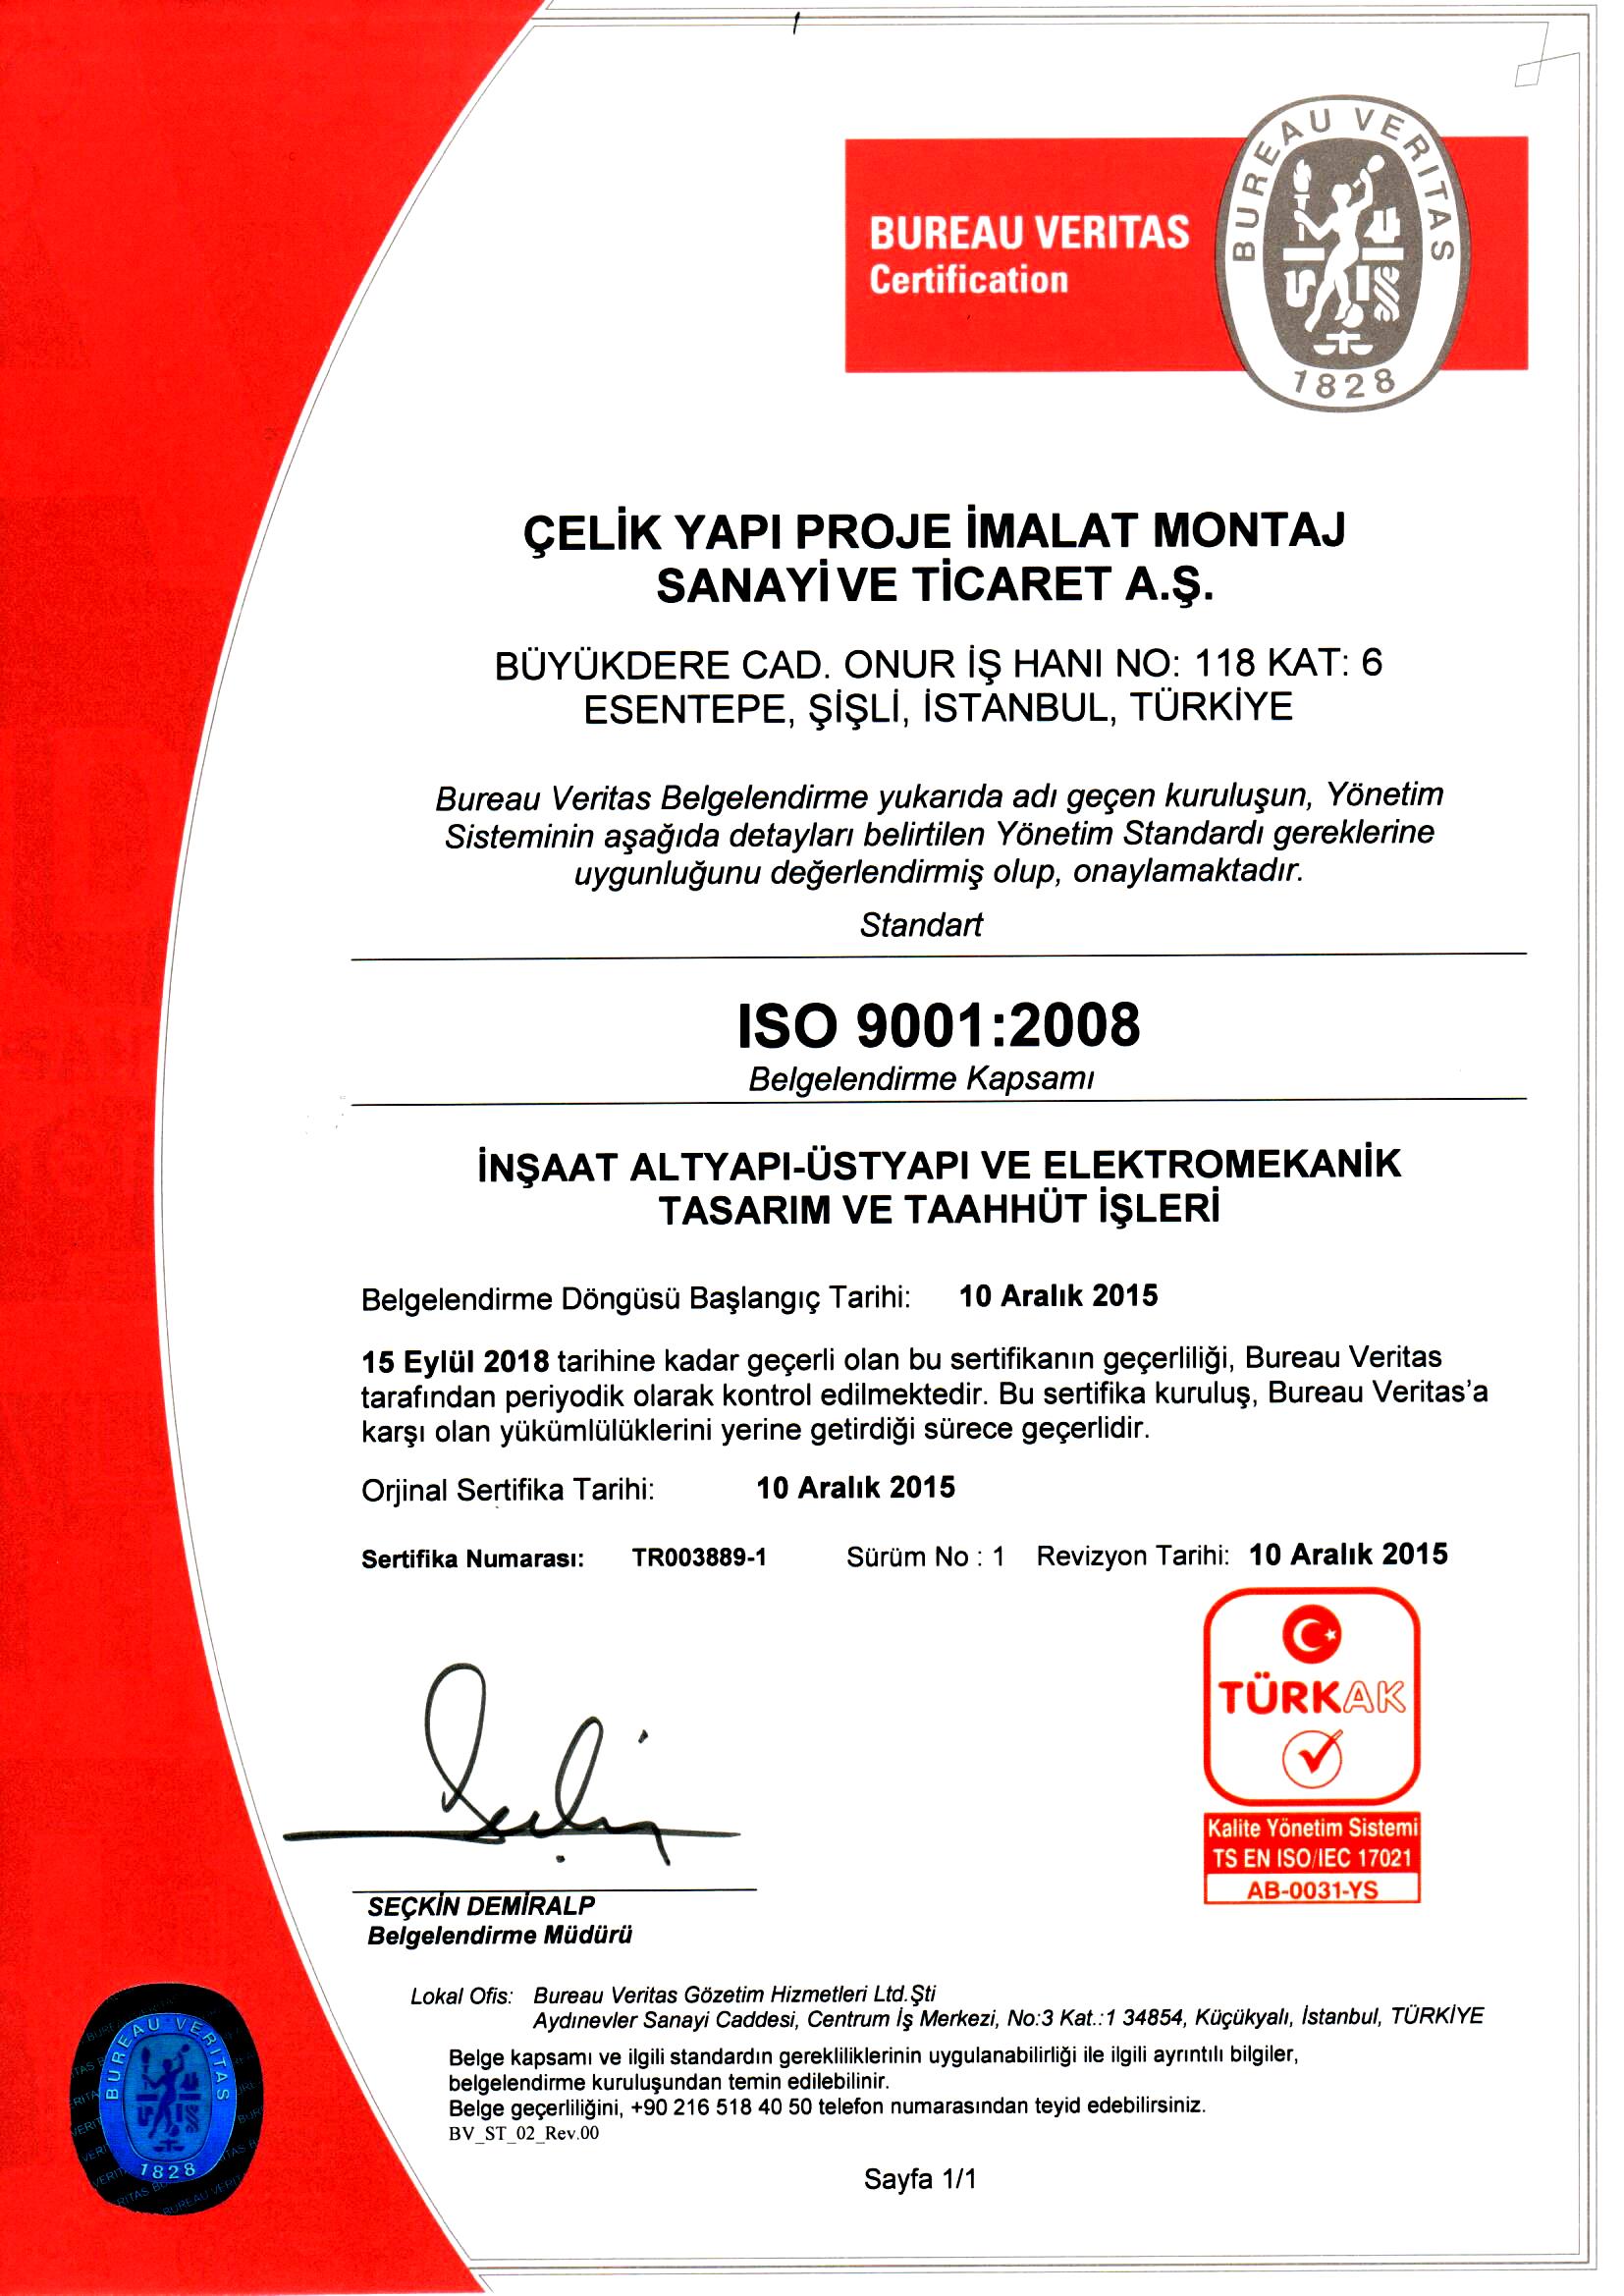 BUREAU VERITAS
Certification
BUREAU VERITAS
1828
ÇELİK YAPI PROJE İMALAT MONTAJ
SANAYİ VE TİCARET A.Ş.
BÜYÜKDERE CAD. ONUR İŞ HANI NO: 118 KAT: 6
ESENTEPE, ŞİŞLİ, İSTANBUL, TÜRKİYE
Bureau Veritas Belgelendirme yukarıda adı geçen kuruluşun, Yönetim
Sisteminin aşağıda detayları belirtilen Yönetim Standardı gereklerine
uygunluğunu değerlendirmiş olup, onaylamaktadır.
Standart
ISO 9001:2008
Belgelendirme Kapsamı
İNŞAAT ALTYAPI-ÜSTYAPI VE ELEKTROMEKANİK
TASARIM VE TAAHHÜT İŞLERİ
Belgelendirme Döngüsü Başlangıç Tarihi: 10 Aralık 2015
15 Eylül 2018 tarihine kadar geçerli olan bu sertifikanın geçerliliği, Bureau Veritas
tarafından periyodik olarak kontrol edilmektedir. Bu sertifika kuruluş, Bureau Veritas’a
karşı olan yükümlülüklerini yerine getirdiği sürece geçerlidir.
Orjinal Sertifika Tarihi: 10 Aralık 2015
Sertifika Numarası: TR003889-1 Sürüm No : 1 Revizyon Tarihi: 10 Aralık 2015
TÜRKAK
Kalite Yönetim Sistemi
TS EN ISO/IEC 17021
AB-0031-YS
SEÇKİN DEMİRALP
Belgelendirme Müdürü
Lokal Ofis: Bureau Veritas Gözetim Hizmetleri Ltd.Şti
Aydınevler Sanayi Caddesi, Centrum İş Merkezi, No:3 Kat.:1 34854, Küçükyalı, İstanbul, TÜRKİYE
Belge kapsamı ve ilgili standardın gerekliliklerinin uygulanabilirliği ile ilgili ayrıntılı bilgiler,
belgelendirme kuruluşundan temin edilebilinir.
Belge geçerliliğini, +90 216 518 40 50 telefon numarasından teyid edebilirsiniz.
BV_ST_02_Rev.00
Sayfa 1/1
BUREAU VERITAS
1828